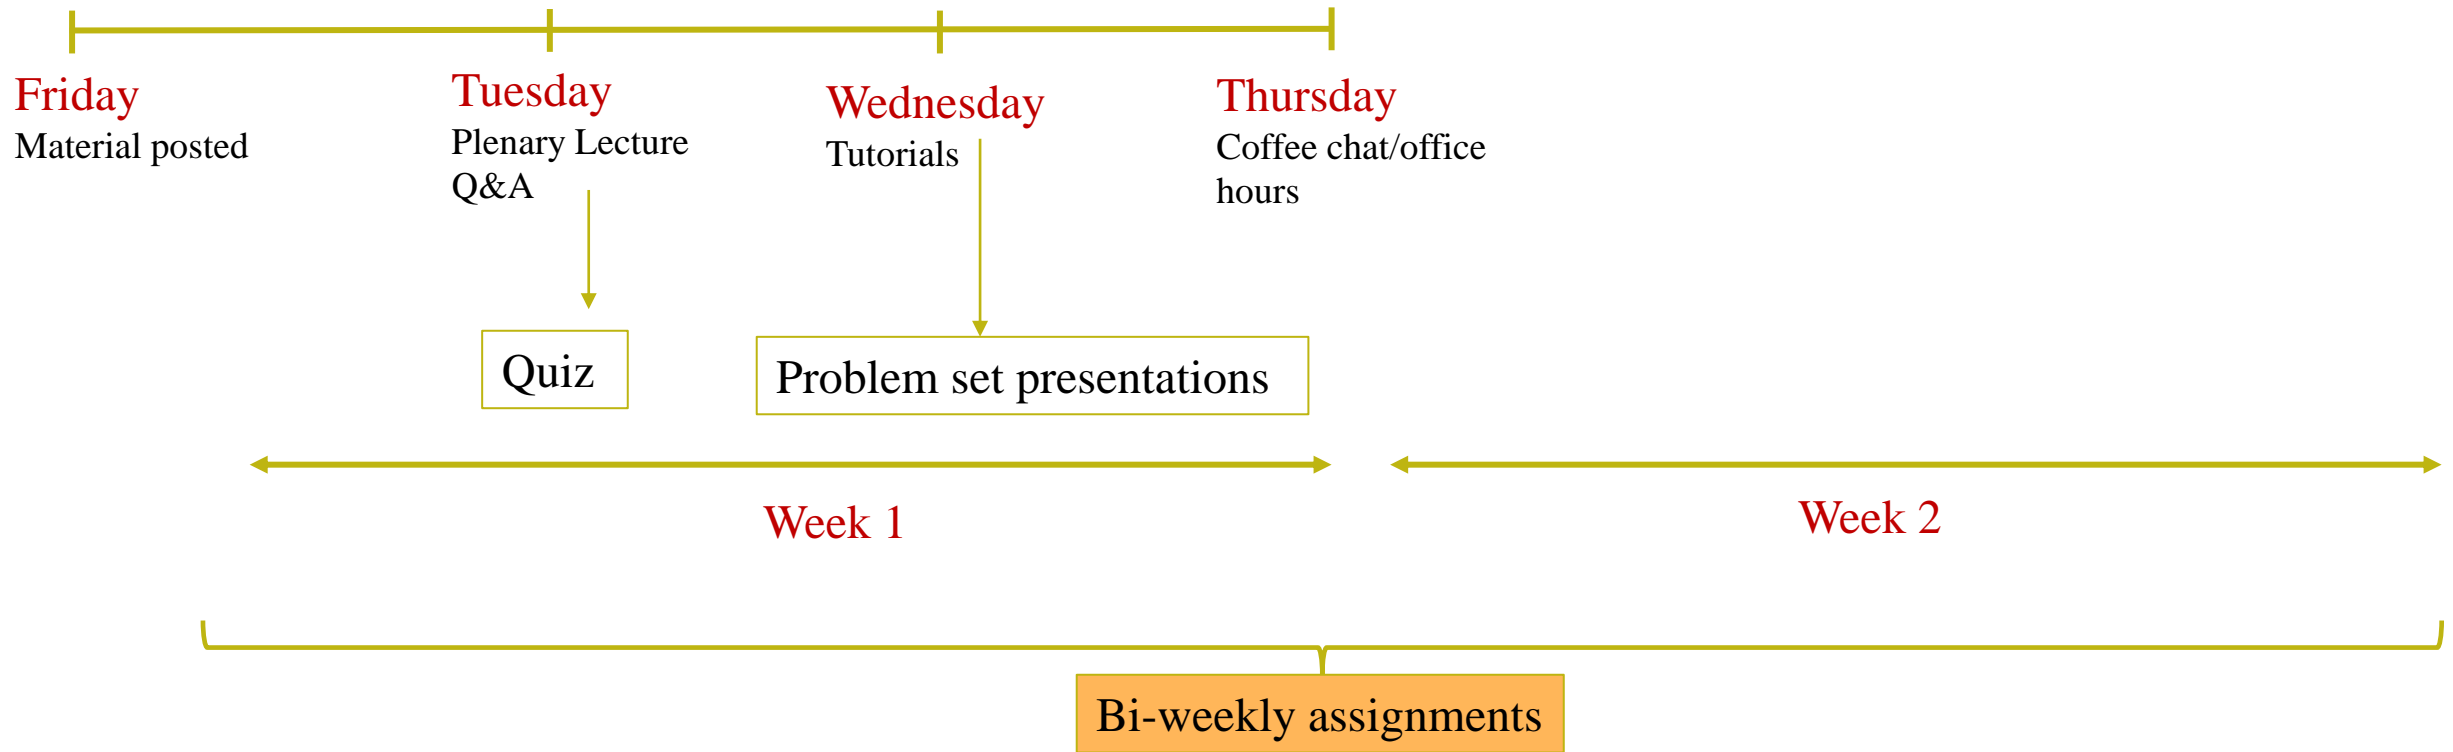 Friday
Material posted
Tuesday
Plenary Lecture
Q&A
Wednesday
Tutorials
Thursday
Coffee chat/office
hours
Quiz
Problem set presentations
Week 1
Week 2
Bi-weekly assignments